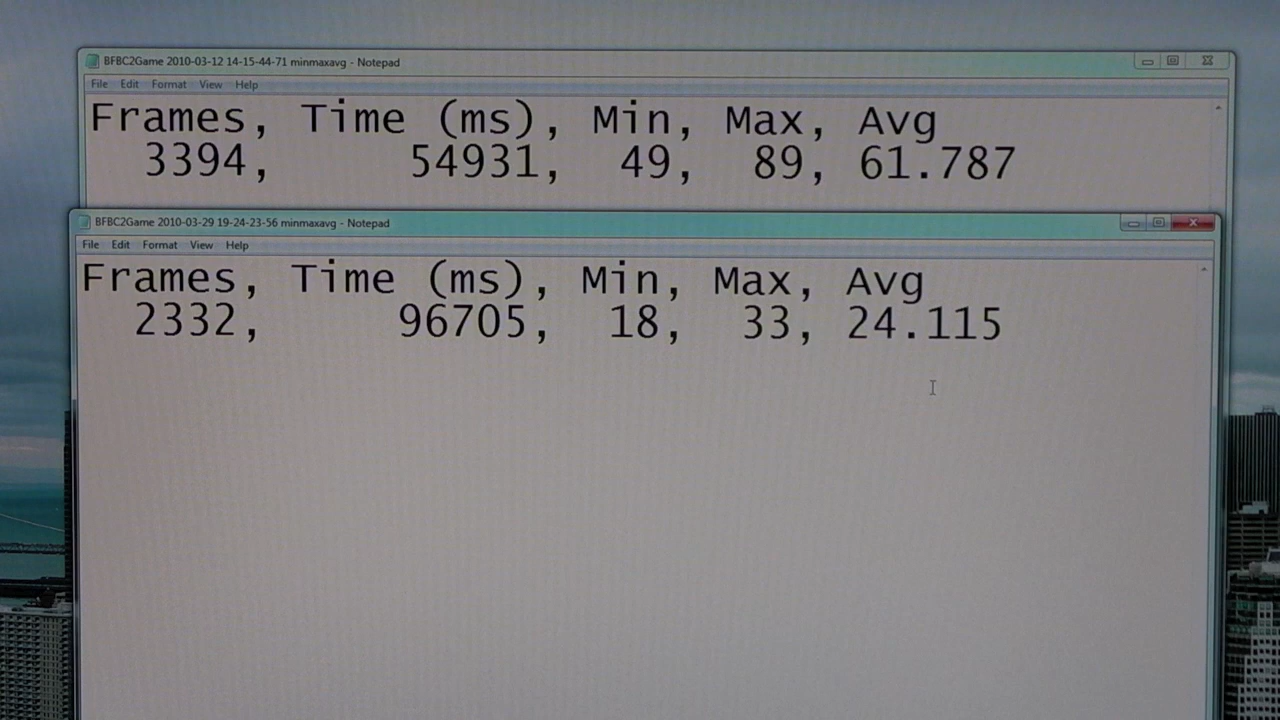 BFBC2Game 2010-03-12 14-15-44-71 minmaxavg - Notepad
File Edit Format View Help
Frames, Time (ms), Min, Max, Avg
3394, 54931, 49, 89, 61.787
BFBC2Game 2010-03-29 19-24-23-56 minmaxavg - Notepad
File Edit Format View Help
Frames, Time (ms), Min, Max, Avg
2332, 96705, 18, 33, 24.115